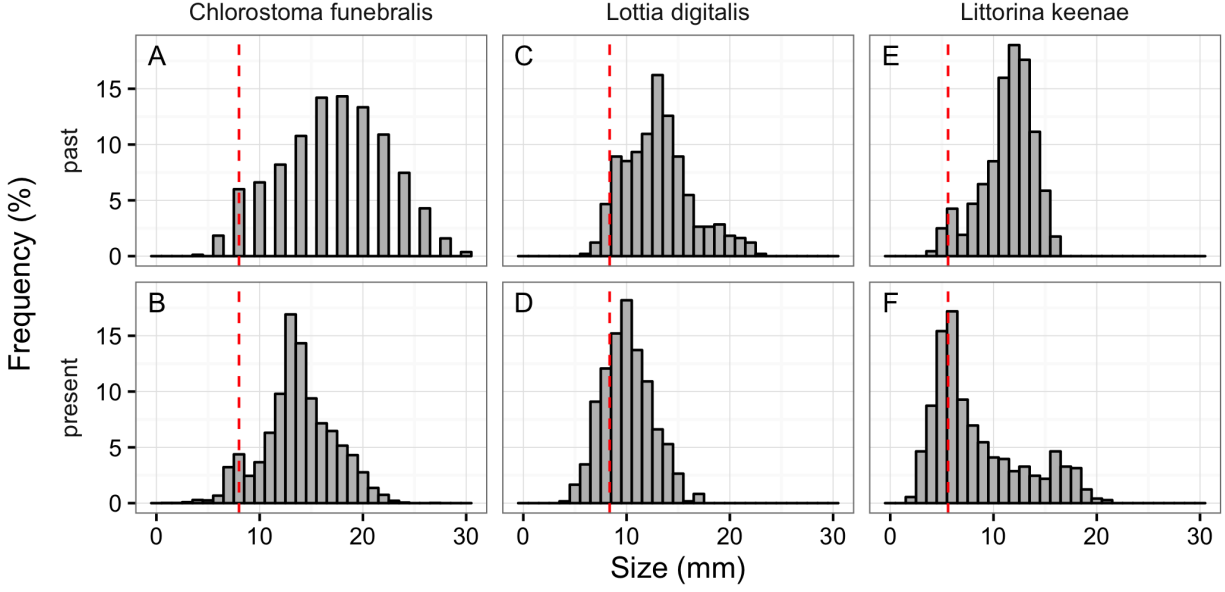 Chlorostoma funebralis Lottia digitalis Littorina keenae
Frequency (%)
past
A C E
15
10
5
0
present
B D F
15
10
5
0
0 10 20 30 0 10 20 30 0 10 20 30
Size (mm)